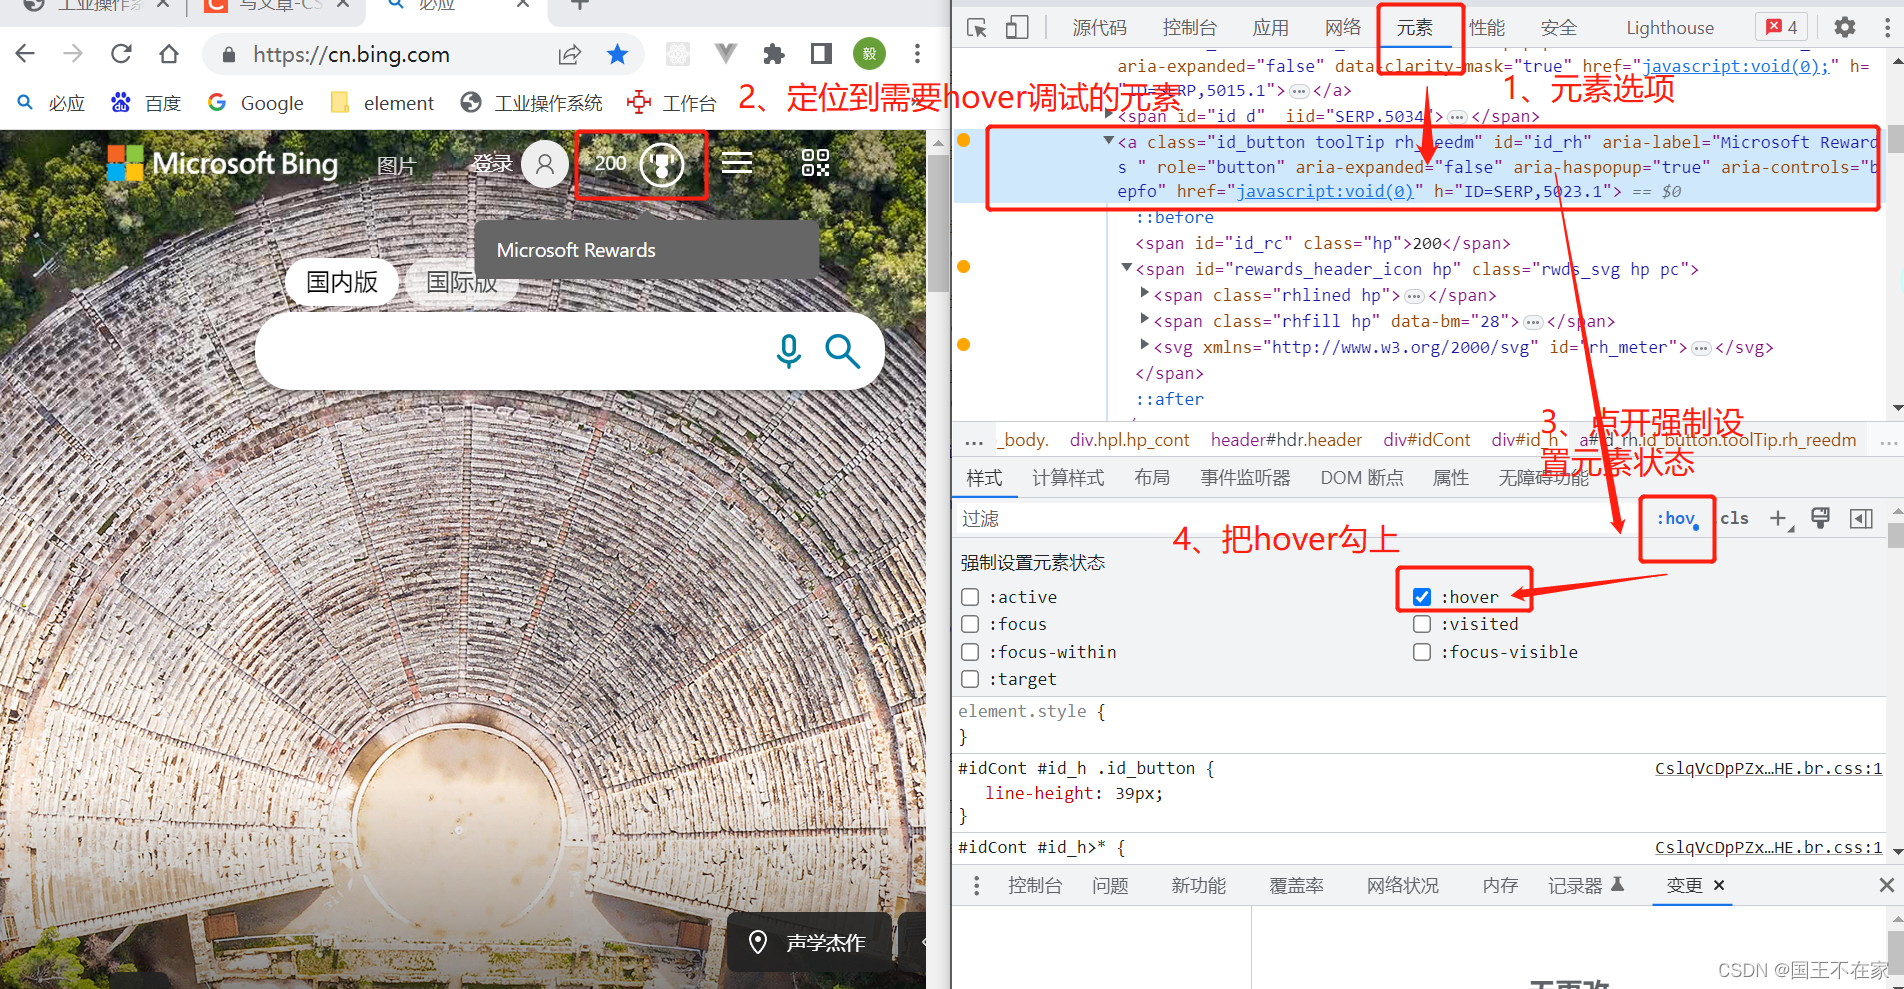 工业操作系
写文章-CS
必应
https://cn.bing.com
毅
必应
百度
Google
element
工业操作系统
工作台
2、定位到需要hover调试的元素
Microsoft Bing
图片
登录
200
Microsoft Rewards
国内版
国际版
声学杰作
源代码
控制台
应用
网络
元素
性能
安全
Lighthouse
4
1、元素选项
aria-expanded="false" data-clarity-mask="true" href="javascript:void(0);" h=
"ID=SERP,5015.1">…</a>
<span id="id_d" _iid="SERP.5034">…</span>
<a class="id_button toolTip rh_reedm" id="id_rh" aria-label="Microsoft Reward
s " role="button" aria-expanded="false" aria-haspopup="true" aria-controls="b
epfo" href="javascript:void(0)" h="ID=SERP,5023.1"> == $0
::before
<span id="id_rc" class="hp">200</span>
<span id="rewards_header_icon hp" class="rwds_svg hp pc">
<span class="rhlined hp">…</span>
<span class="rhfill hp" data-bm="28">…</span>
<svg xmlns="http://www.w3.org/2000/svg" id="rh_meter">…</svg>
</span>
::after
3、点开强制设
置元素状态
… _body.
div.hpl.hp_cont
header#hdr.header
div#idCont
div#id_h
a#id_rh.id_button.toolTip.rh_reedm
…
样式
计算样式
布局
事件监听器
DOM 断点
属性
无障碍功能
过滤
:hov
.cls
4、把hover勾上
强制设置元素状态
:active
:hover
:focus
:visited
:focus-within
:focus-visible
:target
element.style {
}
#idCont #id_h .id_button {
CslqVcDpPZx…HE.br.css:1
line-height: 39px;
}
#idCont #id_h>* {
CslqVcDpPZx…HE.br.css:1
控制台
问题
新功能
覆盖率
网络状况
内存
记录器
变更
无更改
CSDN @国王不在家